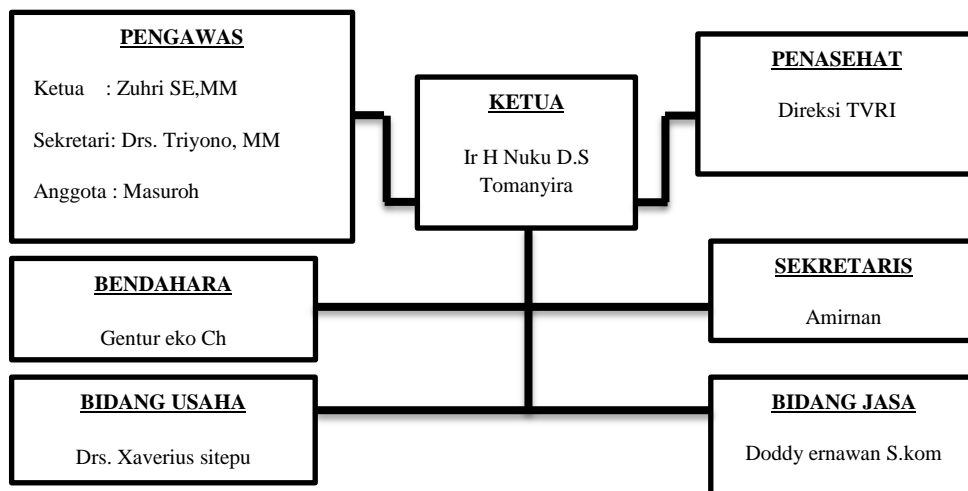 PENGAWAS
Ketua : Zuhri SE,MM
Sekretari: Drs. Triyono, MM
Anggota : Masuroh
KETUA
Ir H Nuku D.S
Tomanyira
PENASEHAT
Direksi TVRI
BENDAHARA
Gentur eko Ch
SEKRETARIS
Amirnan
BIDANG USAHA
Drs. Xaverius sitepu
BIDANG JASA
Doddy ernawan S.kom